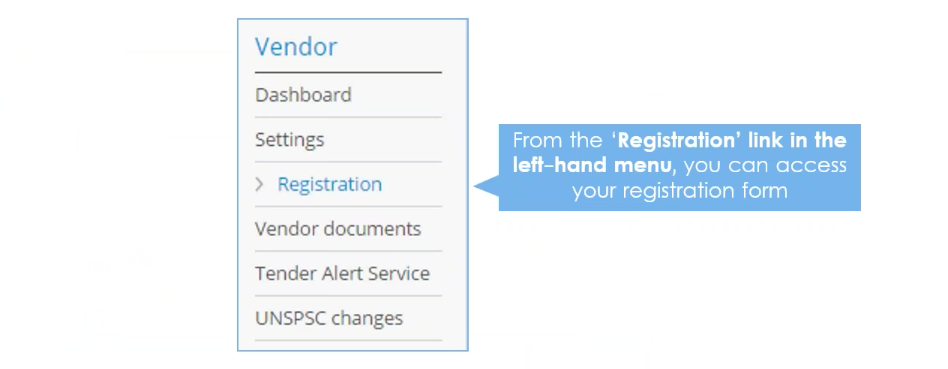 Vendor
Dashboard
Settings
> Registration
Vendor documents
Tender Alert Service
UNSPSC changes
From the ‘Registration’ link in the
left-hand menu, you can access
your registration form